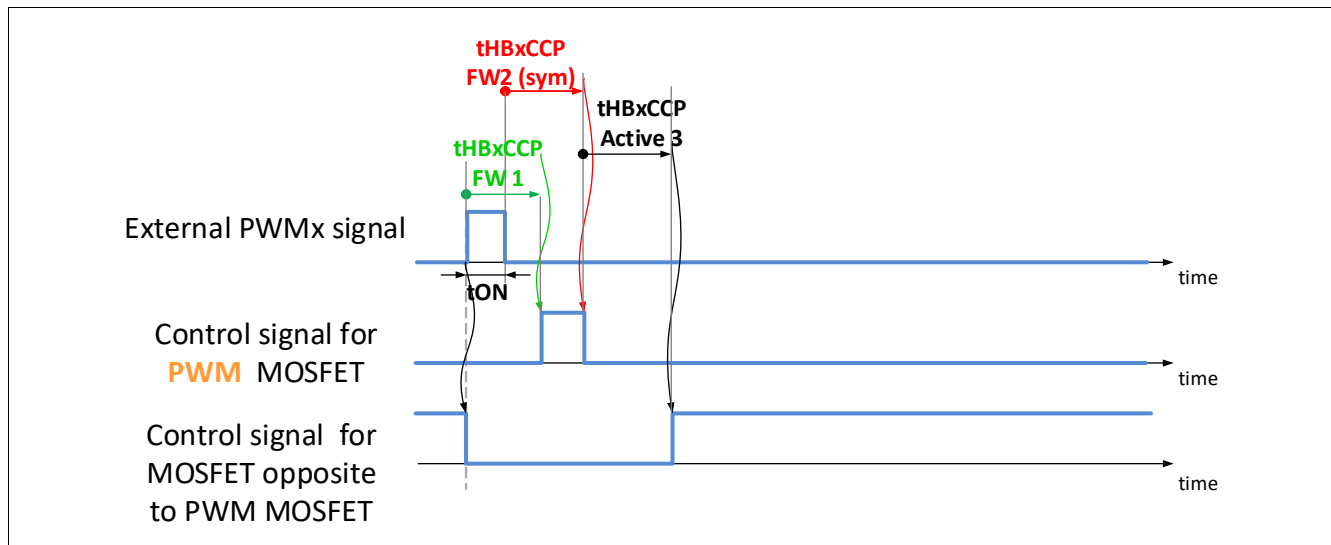 tHBxCCP
FW2 (sym)
tHBxCCP
Active 3
tHBxCCP
FW 1
External PWMx signal
time
tON
Control signal for
PWM MOSFET
time
Control signal for
MOSFET opposite
to PWM MOSFET
time